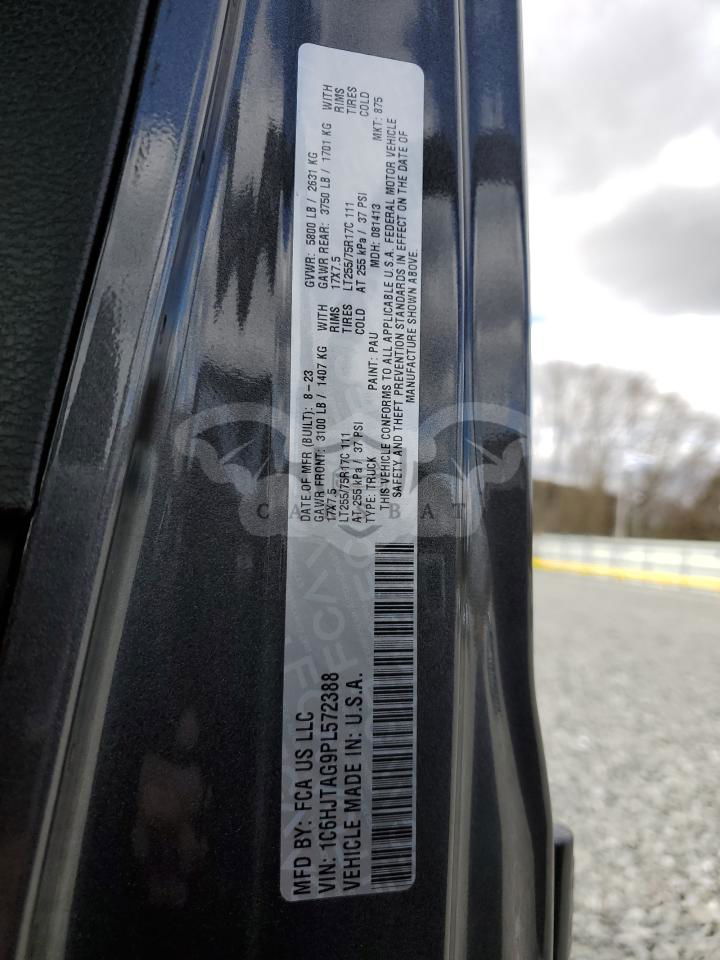 MFD BY: FCA US LLC
DATE OF MFR (BUILT): 8-23
GVWR: 5800 LB / 2631 KG
GAWR FRONT: 3100 LB / 1407 KG WITH
GAWR REAR: 3750 LB / 1701 KG WITH
17X7.5 RIMS
17X7.5 RIMS
LT255/75R17C 111 TIRES
LT255/75R17C 111 TIRES
AT 255 kPa / 37 PSI COLD
AT 255 kPa / 37 PSI COLD
TYPE: TRUCK PAINT: PAU MDH: 081413 MKT: 875
THIS VEHICLE CONFORMS TO ALL APPLICABLE U.S.A. FEDERAL MOTOR VEHICLE
SAFETY AND THEFT PREVENTION STANDARDS IN EFFECT ON THE DATE OF
MANUFACTURE SHOWN ABOVE.
VIN: 1C6HJTAG9PL572388
VEHICLE MADE IN: U.S.A.